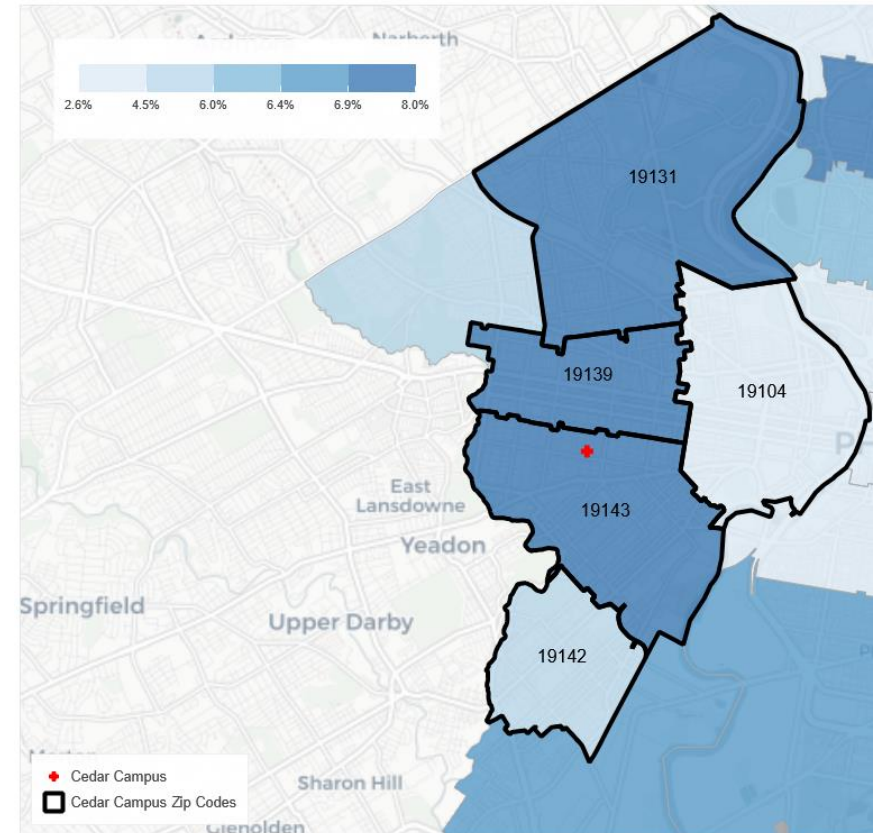 Narberth
2.6% 4.5% 6.0% 6.4% 6.9% 8.0%
19131
19139
19104
East
Lansdowne
19143
Yeadon
Springfield
Upper Darby
19142
Cedar Campus
Cedar Campus Zip Codes
Sharon Hill
Glenolden